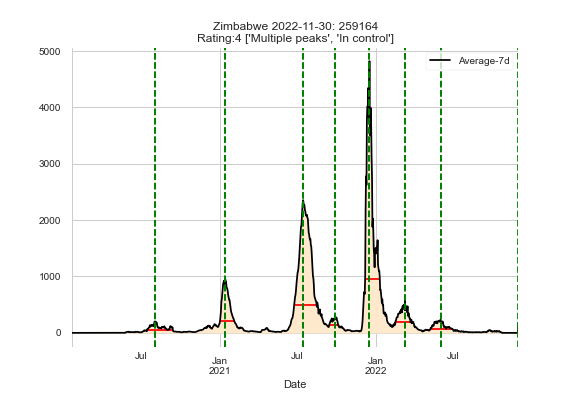 Zimbabwe 2022-11-30: 259164
Rating:4 ['Multiple peaks', 'In control']
Average-7d
5000
4000
3000
2000
1000
0
Jul
Jan
2021
Jul
Jan
2022
Jul
Date